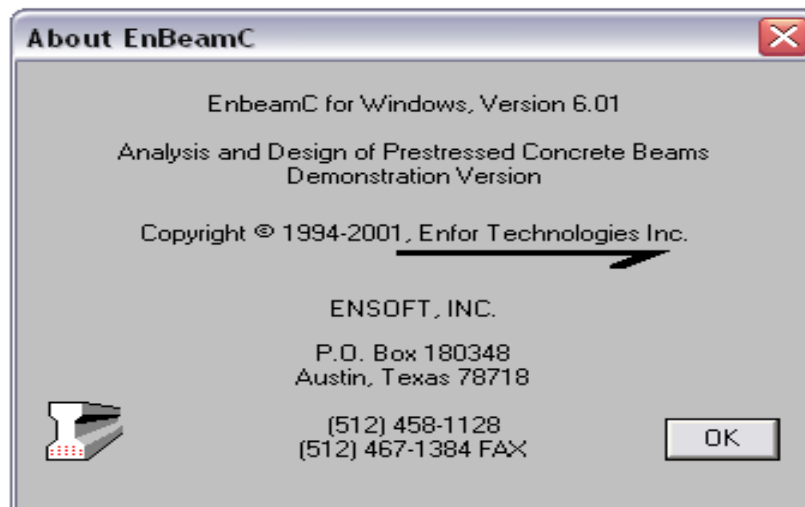 About EnBeamC
EnbeamC for Windows, Version 6.01
Analysis and Design of Prestressed Concrete Beams
Demonstration Version
Copyright © 1994-2001, Enfor Technologies Inc.
ENSOFT, INC.
P.O. Box 180348
Austin, Texas 78718
(512) 458-1128
(512) 467-1384 FAX
OK